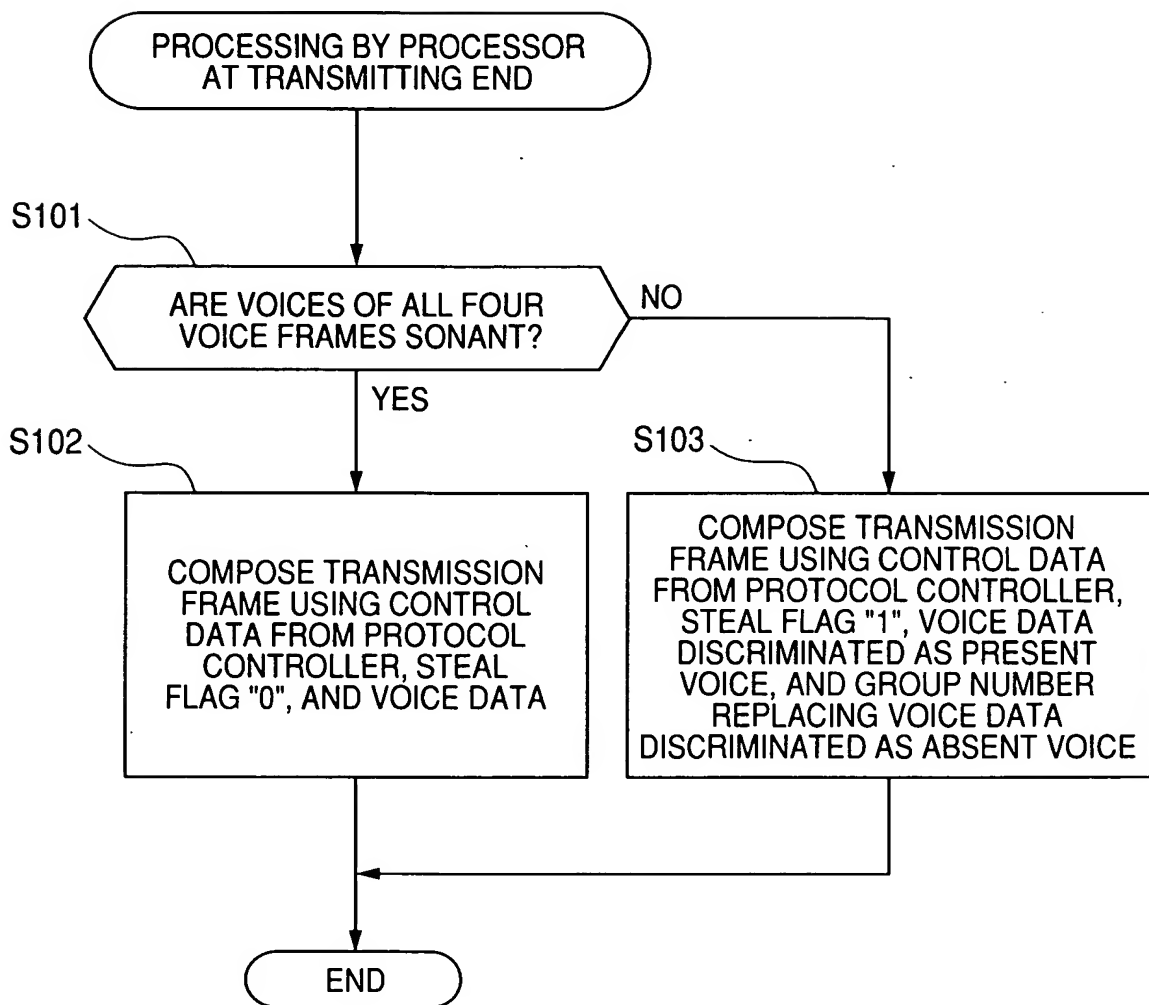 PROCESSING BY PROCESSOR
AT TRANSMITTING END
S101
ARE VOICES OF ALL FOUR
VOICE FRAMES SONANT?
NO
YES
S102
COMPOSE TRANSMISSION
FRAME USING CONTROL
DATA FROM PROTOCOL
CONTROLLER, STEAL
FLAG "0", AND VOICE DATA
S103
COMPOSE TRANSMISSION
FRAME USING CONTROL DATA
FROM PROTOCOL CONTROLLER,
STEAL FLAG "1", VOICE DATA
DISCRIMINATED AS PRESENT
VOICE, AND GROUP NUMBER
REPLACING VOICE DATA
DISCRIMINATED AS ABSENT VOICE
END